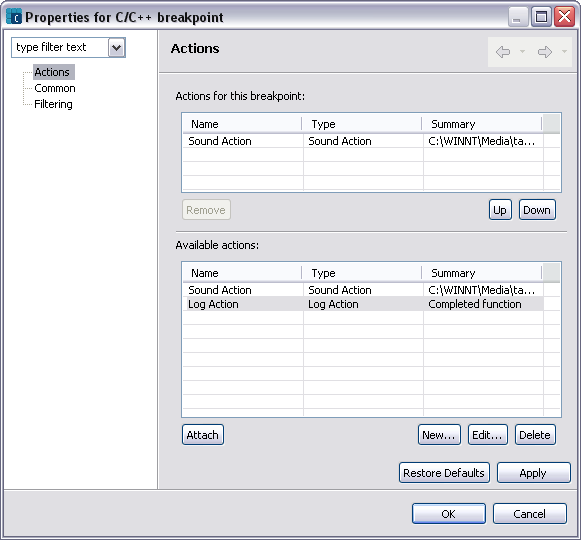 Properties for C/C++ breakpoint
type filter text
Actions
Common
Filtering
Actions
Actions for this breakpoint:
Name Type Summary
Sound Action Sound Action C:\WINNT\Media\ta...
Remove Up Down
Available actions:
Name Type Summary
Sound Action Sound Action C:\WINNT\Media\ta...
Log Action Log Action Completed function
Attach New... Edit... Delete
Restore Defaults Apply
OK Cancel